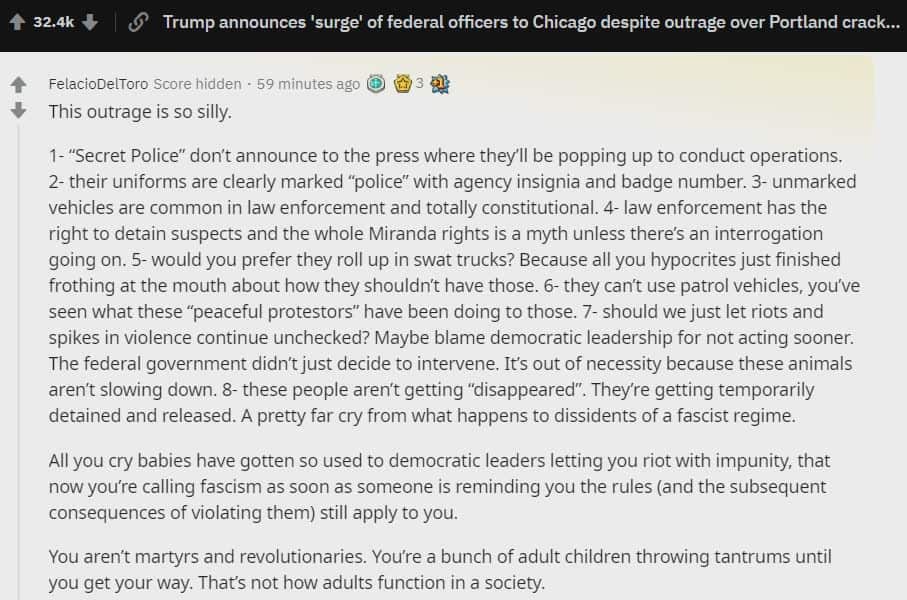 32.4k Trump announces 'surge' of federal officers to Chicago despite outrage over Portland crack...
FelacioDelToro Score hidden · 59 minutes ago 3
This outrage is so silly.
1- “Secret Police” don’t announce to the press where they’ll be popping up to conduct operations.
2- their uniforms are clearly marked “police” with agency insignia and badge number. 3- unmarked
vehicles are common in law enforcement and totally constitutional. 4- law enforcement has the
right to detain suspects and the whole Miranda rights is a myth unless there’s an interrogation
going on. 5- would you prefer they roll up in swat trucks? Because all you hypocrites just finished
frothing at the mouth about how they shouldn’t have those. 6- they can’t use patrol vehicles, you’ve
seen what these “peaceful protestors” have been doing to those. 7- should we just let riots and
spikes in violence continue unchecked? Maybe blame democratic leadership for not acting sooner.
The federal government didn’t just decide to intervene. It’s out of necessity because these animals
aren’t slowing down. 8- these people aren’t getting “disappeared”. They’re getting temporarily
detained and released. A pretty far cry from what happens to dissidents of a fascist regime.
All you cry babies have gotten so used to democratic leaders letting you riot with impunity, that
now you’re calling fascism as soon as someone is reminding you the rules (and the subsequent
consequences of violating them) still apply to you.
You aren’t martyrs and revolutionaries. You’re a bunch of adult children throwing tantrums until
you get your way. That’s not how adults function in a society.